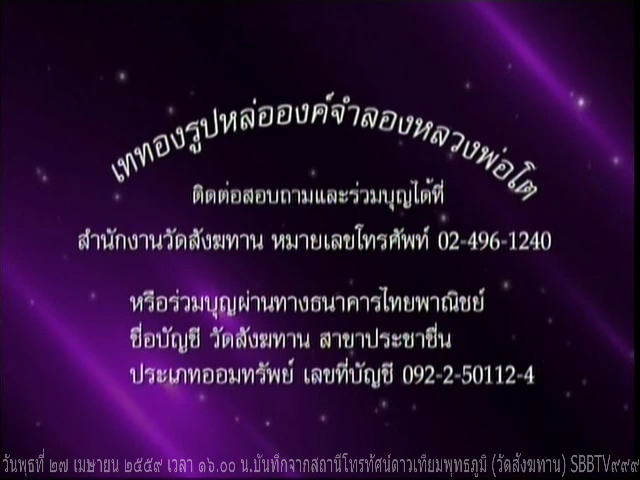 เททองรูปหล่อองค์จำลองหลวงพ่อโต
ติดต่อสอบถามและร่วมบุญได้ที่
สำนักงานวัดสังฆทาน หมายเลขโทรศัพท์ 02-496-1240
หรือร่วมบุญผ่านทางธนาคารไทยพาณิชย์
ชื่อบัญชี วัดสังฆทาน สาขาประชาชื่น
ประเภทออมทรัพย์ เลขที่บัญชี 092-2-50112-4
วันพุธที่ ๒๗ เมษายน ๒๕๕๙ เวลา ๑๖.๐๐ น.บันทึกจากสถานีโทรทัศน์ดาวเทียมพุทธภูมิ (วัดสังฆทาน) SBBTV๙๙๙